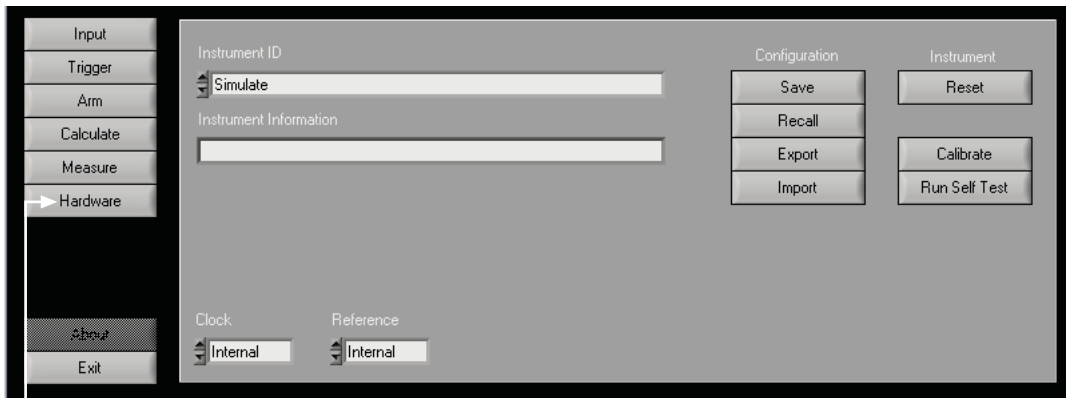 Input
Trigger
Arm
Calculate
Measure
Hardware
About
Exit
Instrument ID
Simulate
Instrument Information
Clock
Internal
Reference
Internal
Configuration
Save
Recall
Export
Import
Instrument
Reset
Calibrate
Run Self Test